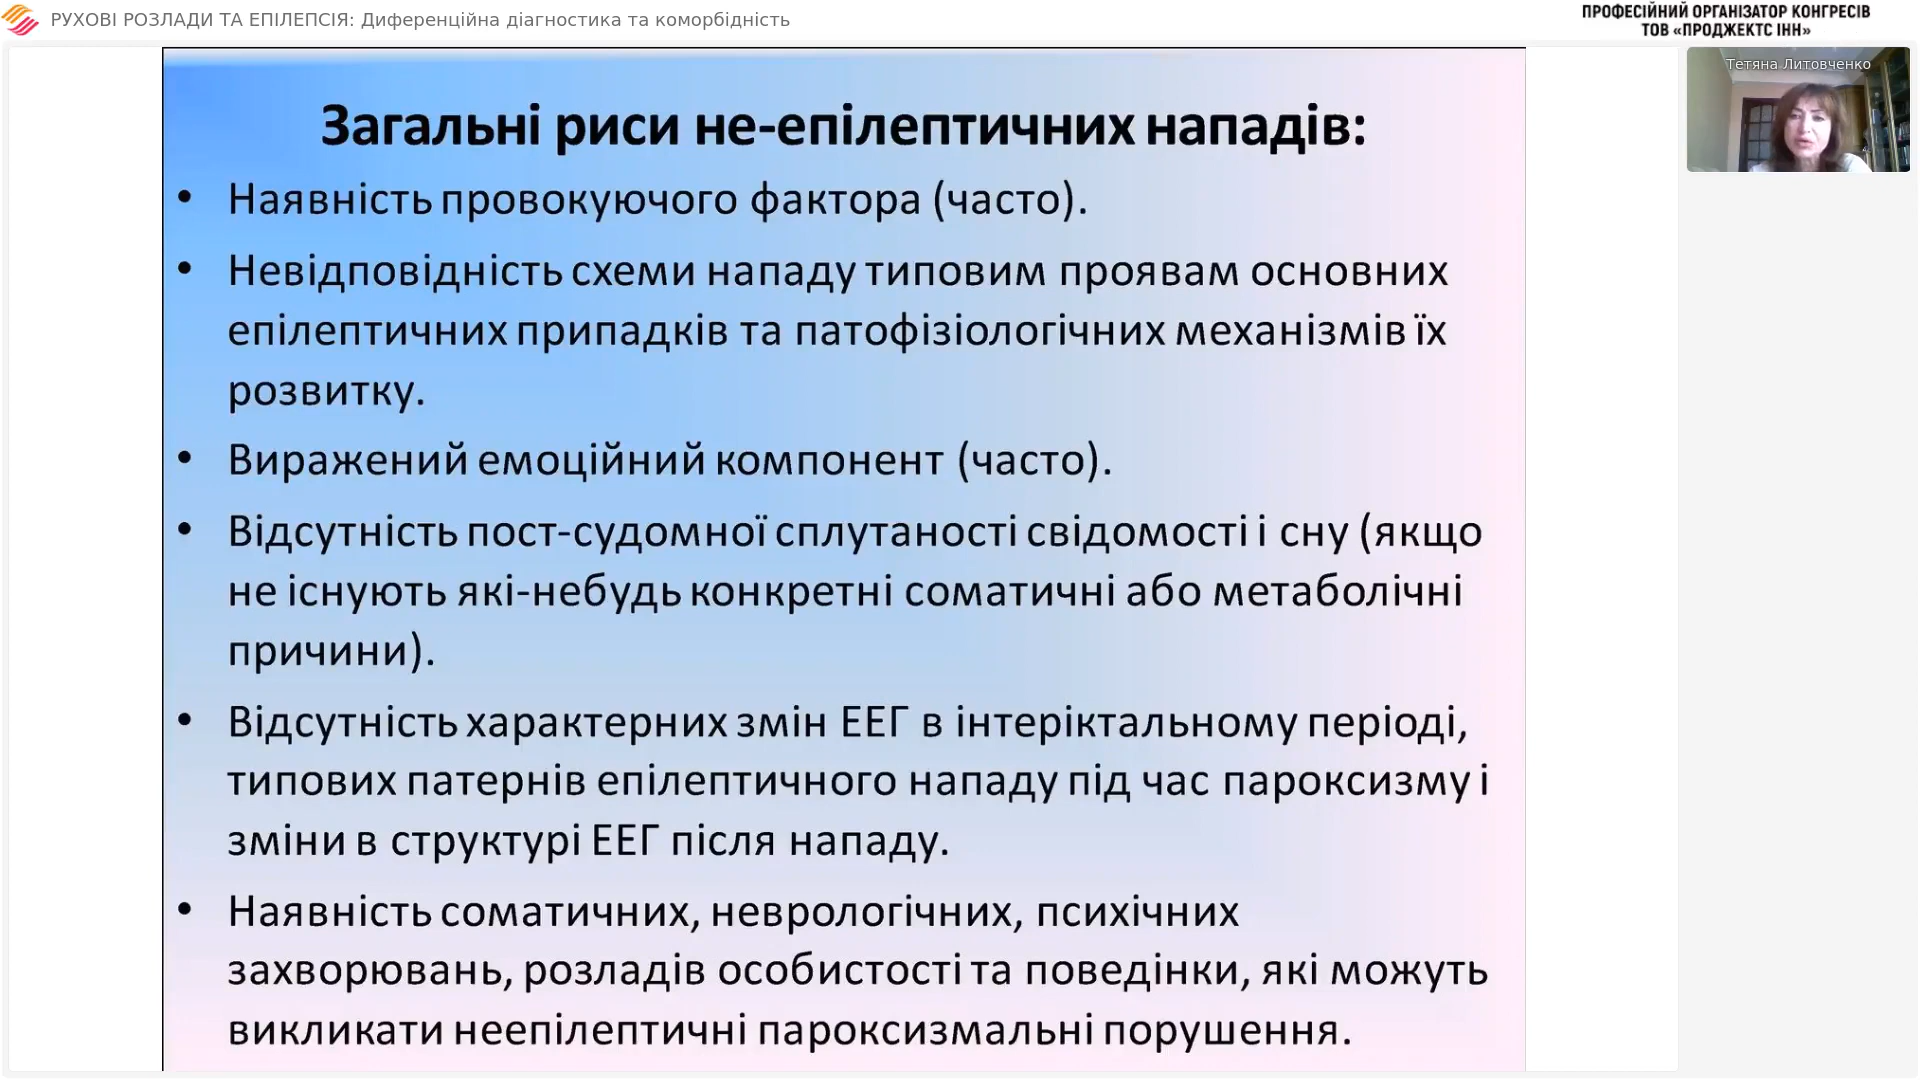 РУХОВІ РОЗЛАДИ ТА ЕПІЛЕПСІЯ: Диференційна діагностика та коморбідність
ПРОФЕСІЙНИЙ ОРГАНІЗАТОР КОНГРЕСІВ
ТОВ «ПРОДЖЕКТС ІНН»
Тетяна Литовченко
Загальні риси не-епілептичних нападів:
• Наявність провокуючого фактора (часто).
• Невідповідність схеми нападу типовим проявам основних
епілептичних припадків та патофізіологічних механізмів їх
розвитку.
• Виражений емоційний компонент (часто).
• Відсутність пост-судомної сплутаності свідомості і сну (якщо
не існують які-небудь конкретні соматичні або метаболічні
причини).
• Відсутність характерних змін ЕЕГ в інтеріктальному періоді,
типових патернів епілептичного нападу під час пароксизму і
зміни в структурі ЕЕГ після нападу.
• Наявність соматичних, неврологічних, психічних
захворювань, розладів особистості та поведінки, які можуть
викликати неепілептичні пароксизмальні порушення.